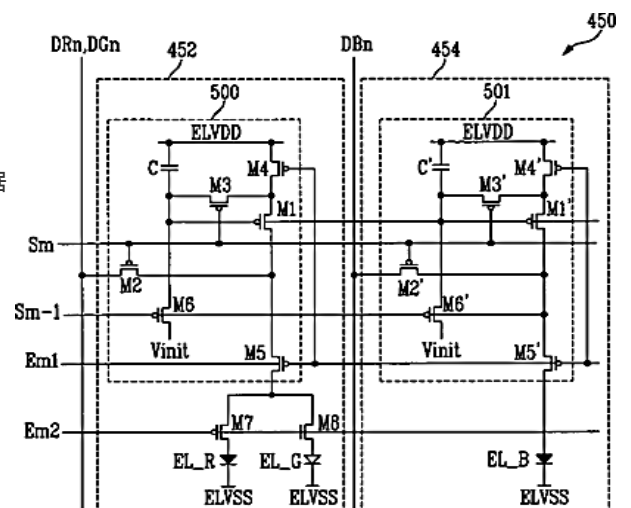 450
DRn,DGn
452
DBn
454
500
501
ELVDD
ELVDD
C
M4
C'
M4'
居
M3
M3'
M1
M1'
Sm
M2
M2'
M6
M6'
Sm-1
Vinit
M5
Vinit
M5'
Em1
M7
M8
Em2
EL_R
EL_G
EL_B
ELVSS
ELVSS
ELVSS